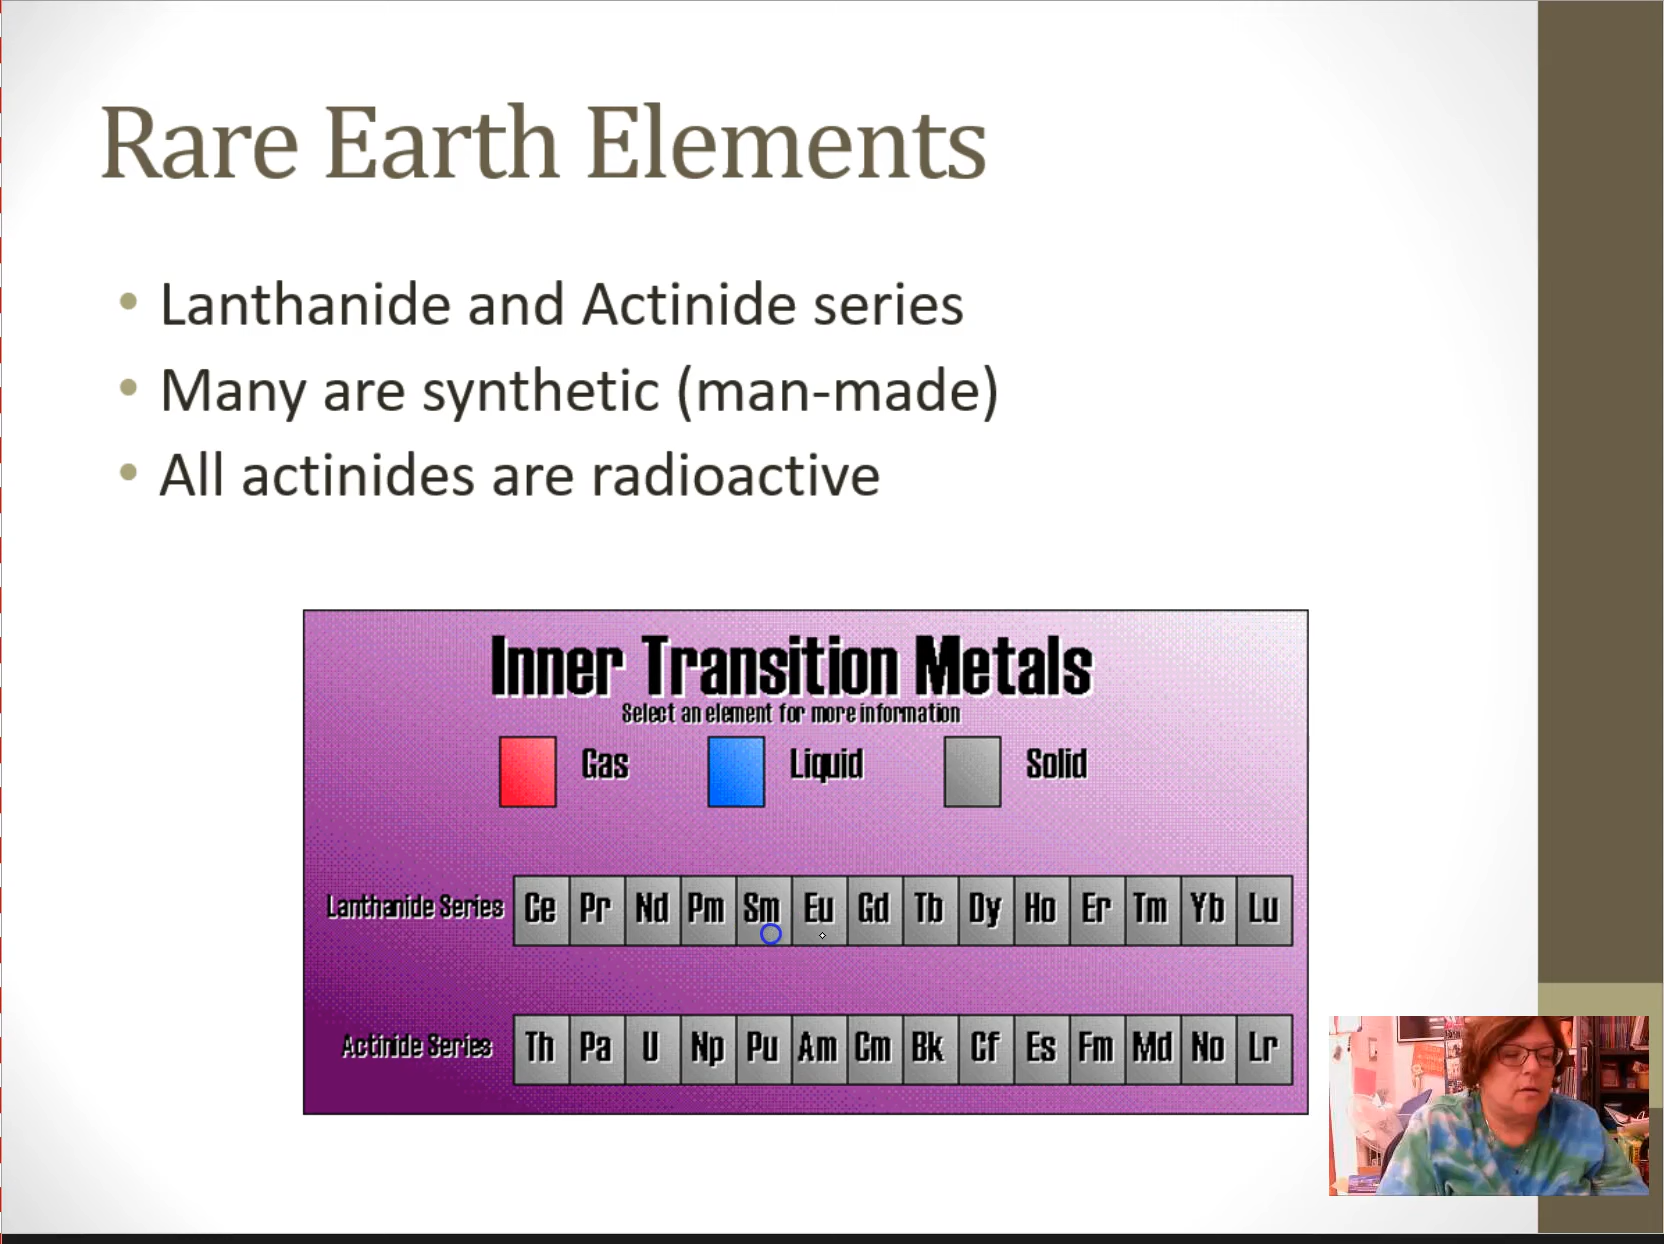 Rare Earth Elements
• Lanthanide and Actinide series
• Many are synthetic (man-made)
• All actinides are radioactive
Inner Transition Metals
Select an element for more information
Gas Liquid Solid
Lanthanide Series Ce Pr Nd Pm Sm Eu Gd Tb Dy Ho Er Tm Yb Lu
Actinide Series Th Pa U Np Pu Am Cm Bk Cf Es Fm Md No Lr